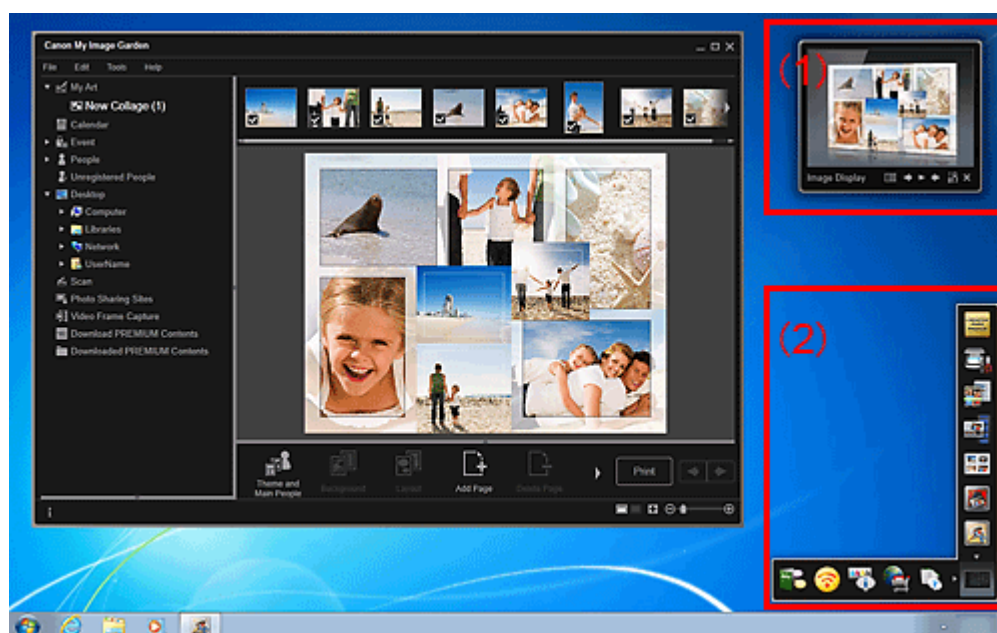 Canon My Image Garden
File Edit Tools Help
My Art
New Collage (1)
Calendar
Event
People
Unregistered People
Desktop
Computer
Libraries
Network
UserName
Scan
Photo Sharing Sites
Video Frame Capture
Download PREMIUM Contents
Downloaded PREMIUM Contents
Theme and
Main People
Background
Layout
Add Page
Delete Page
Print
(1)
Image Display
(2)